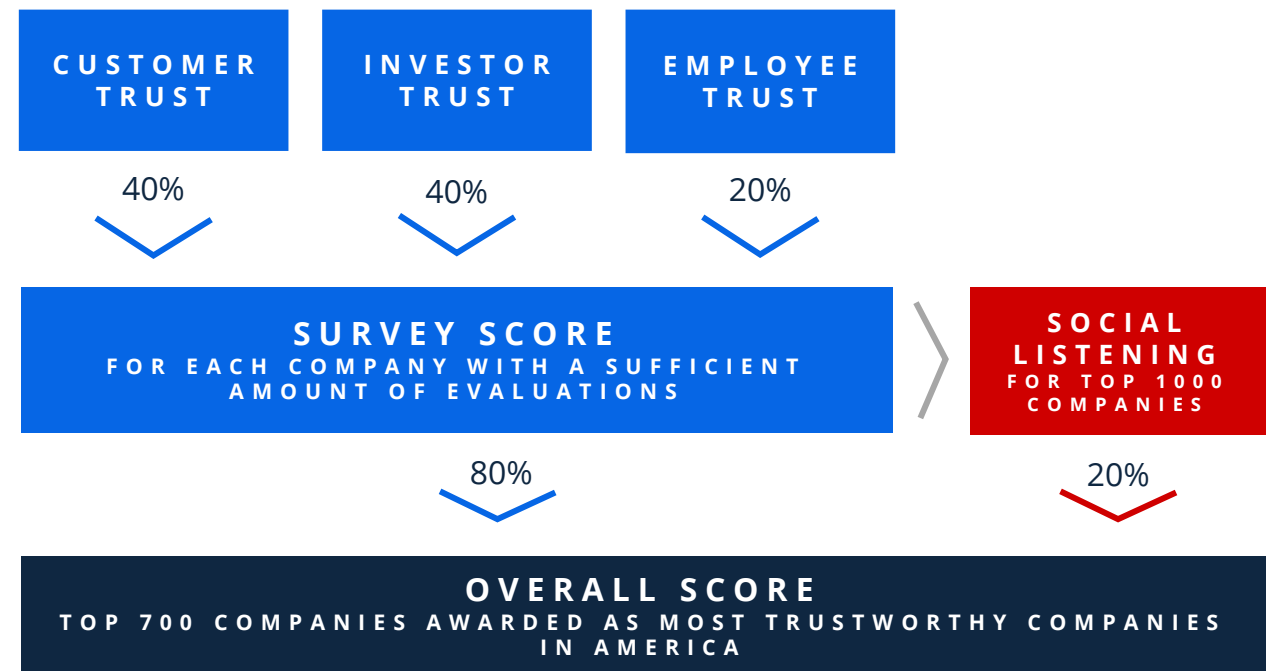 CUSTOMER
TRUST
INVESTOR
TRUST
EMPLOYEE
TRUST
40%
40%
20%
SURVEY SCORE
FOR EACH COMPANY WITH A SUFFICIENT
AMOUNT OF EVALUATIONS
SOCIAL
LISTENING
FOR TOP 1000
COMPANIES
80%
20%
OVERALL SCORE
TOP 700 COMPANIES AWARDED AS MOST TRUSTWORTHY COMPANIES
IN AMERICA